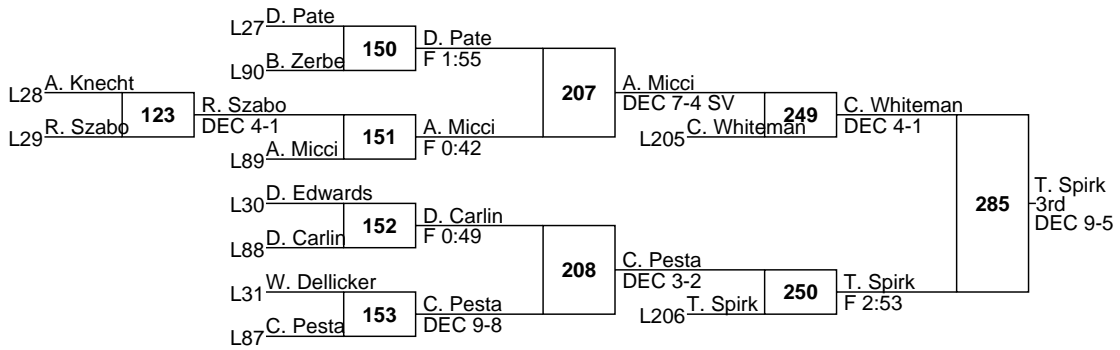 L27 D. Pate
150
D. Pate
F 1:55
L90 B. Zerbe
L28 A. Knecht
123
R. Szabo
DEC 4-1
L29 R. Szabo
207
A. Micci
DEC 7-4 SV
151
A. Micci
F 0:42
L89 A. Micci
L205 C. Whiteman
249
C. Whiteman
DEC 4-1
L30 D. Edwards
152
D. Carlin
F 0:49
L88 D. Carlin
285
T. Spirk
3rd
DEC 9-5
208
C. Pesta
DEC 3-2
L31 W. Dellicker
153
C. Pesta
DEC 9-8
L87 C. Pesta
L206 T. Spirk
250
T. Spirk
F 2:53